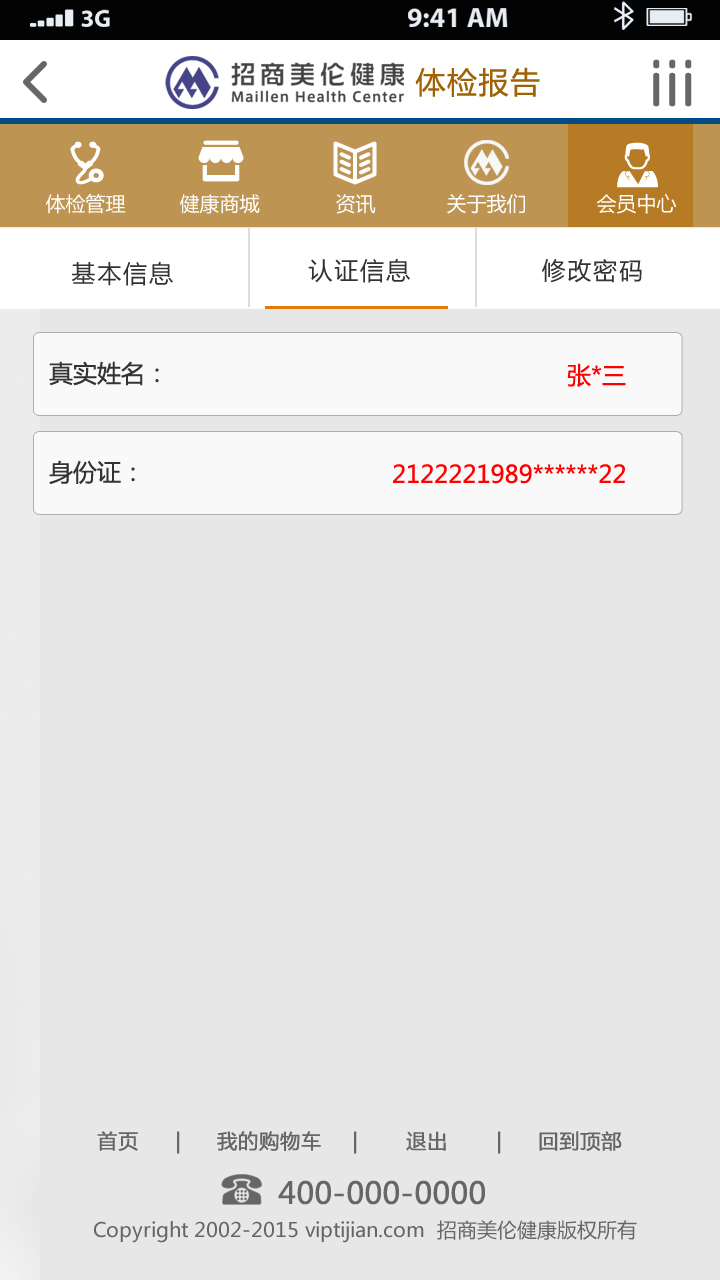 3G 9:41 AM
招商美伦健康 体检报告
Maillen Health Center
体检管理 健康商城 资讯 关于我们 会员中心
基本信息 认证信息 修改密码
真实姓名： 张*三
身份证： 2122221989******22
首页 | 我的购物车 | 退出 | 回到顶部
400-000-0000
Copyright 2002-2015 viptijian.com 招商美伦健康版权所有